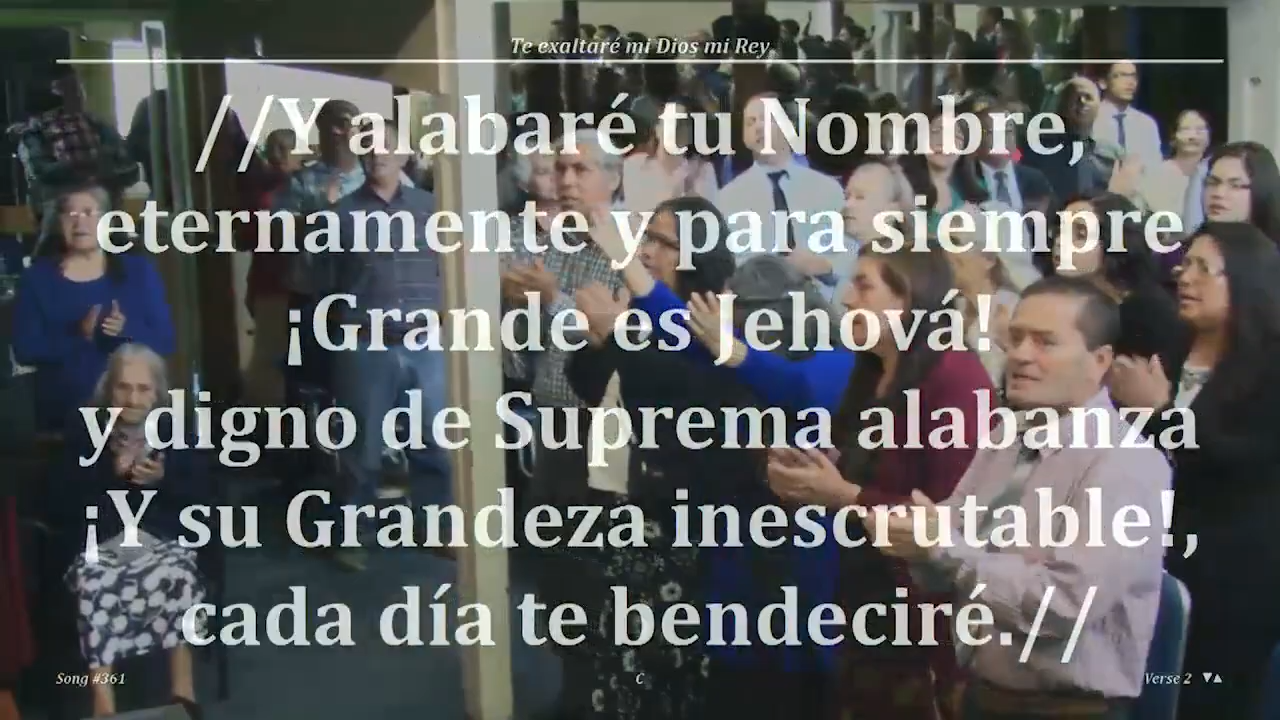 Te exaltaré mi Dios mi Rey
//Y alabaré tu Nombre,
eternamente y para siempre
¡Grande es Jehová!
y digno de Suprema alabanza
¡Y su Grandeza inescrutable!,
cada día te bendeciré.//
Song #361
C
Verse 2 ▼▲